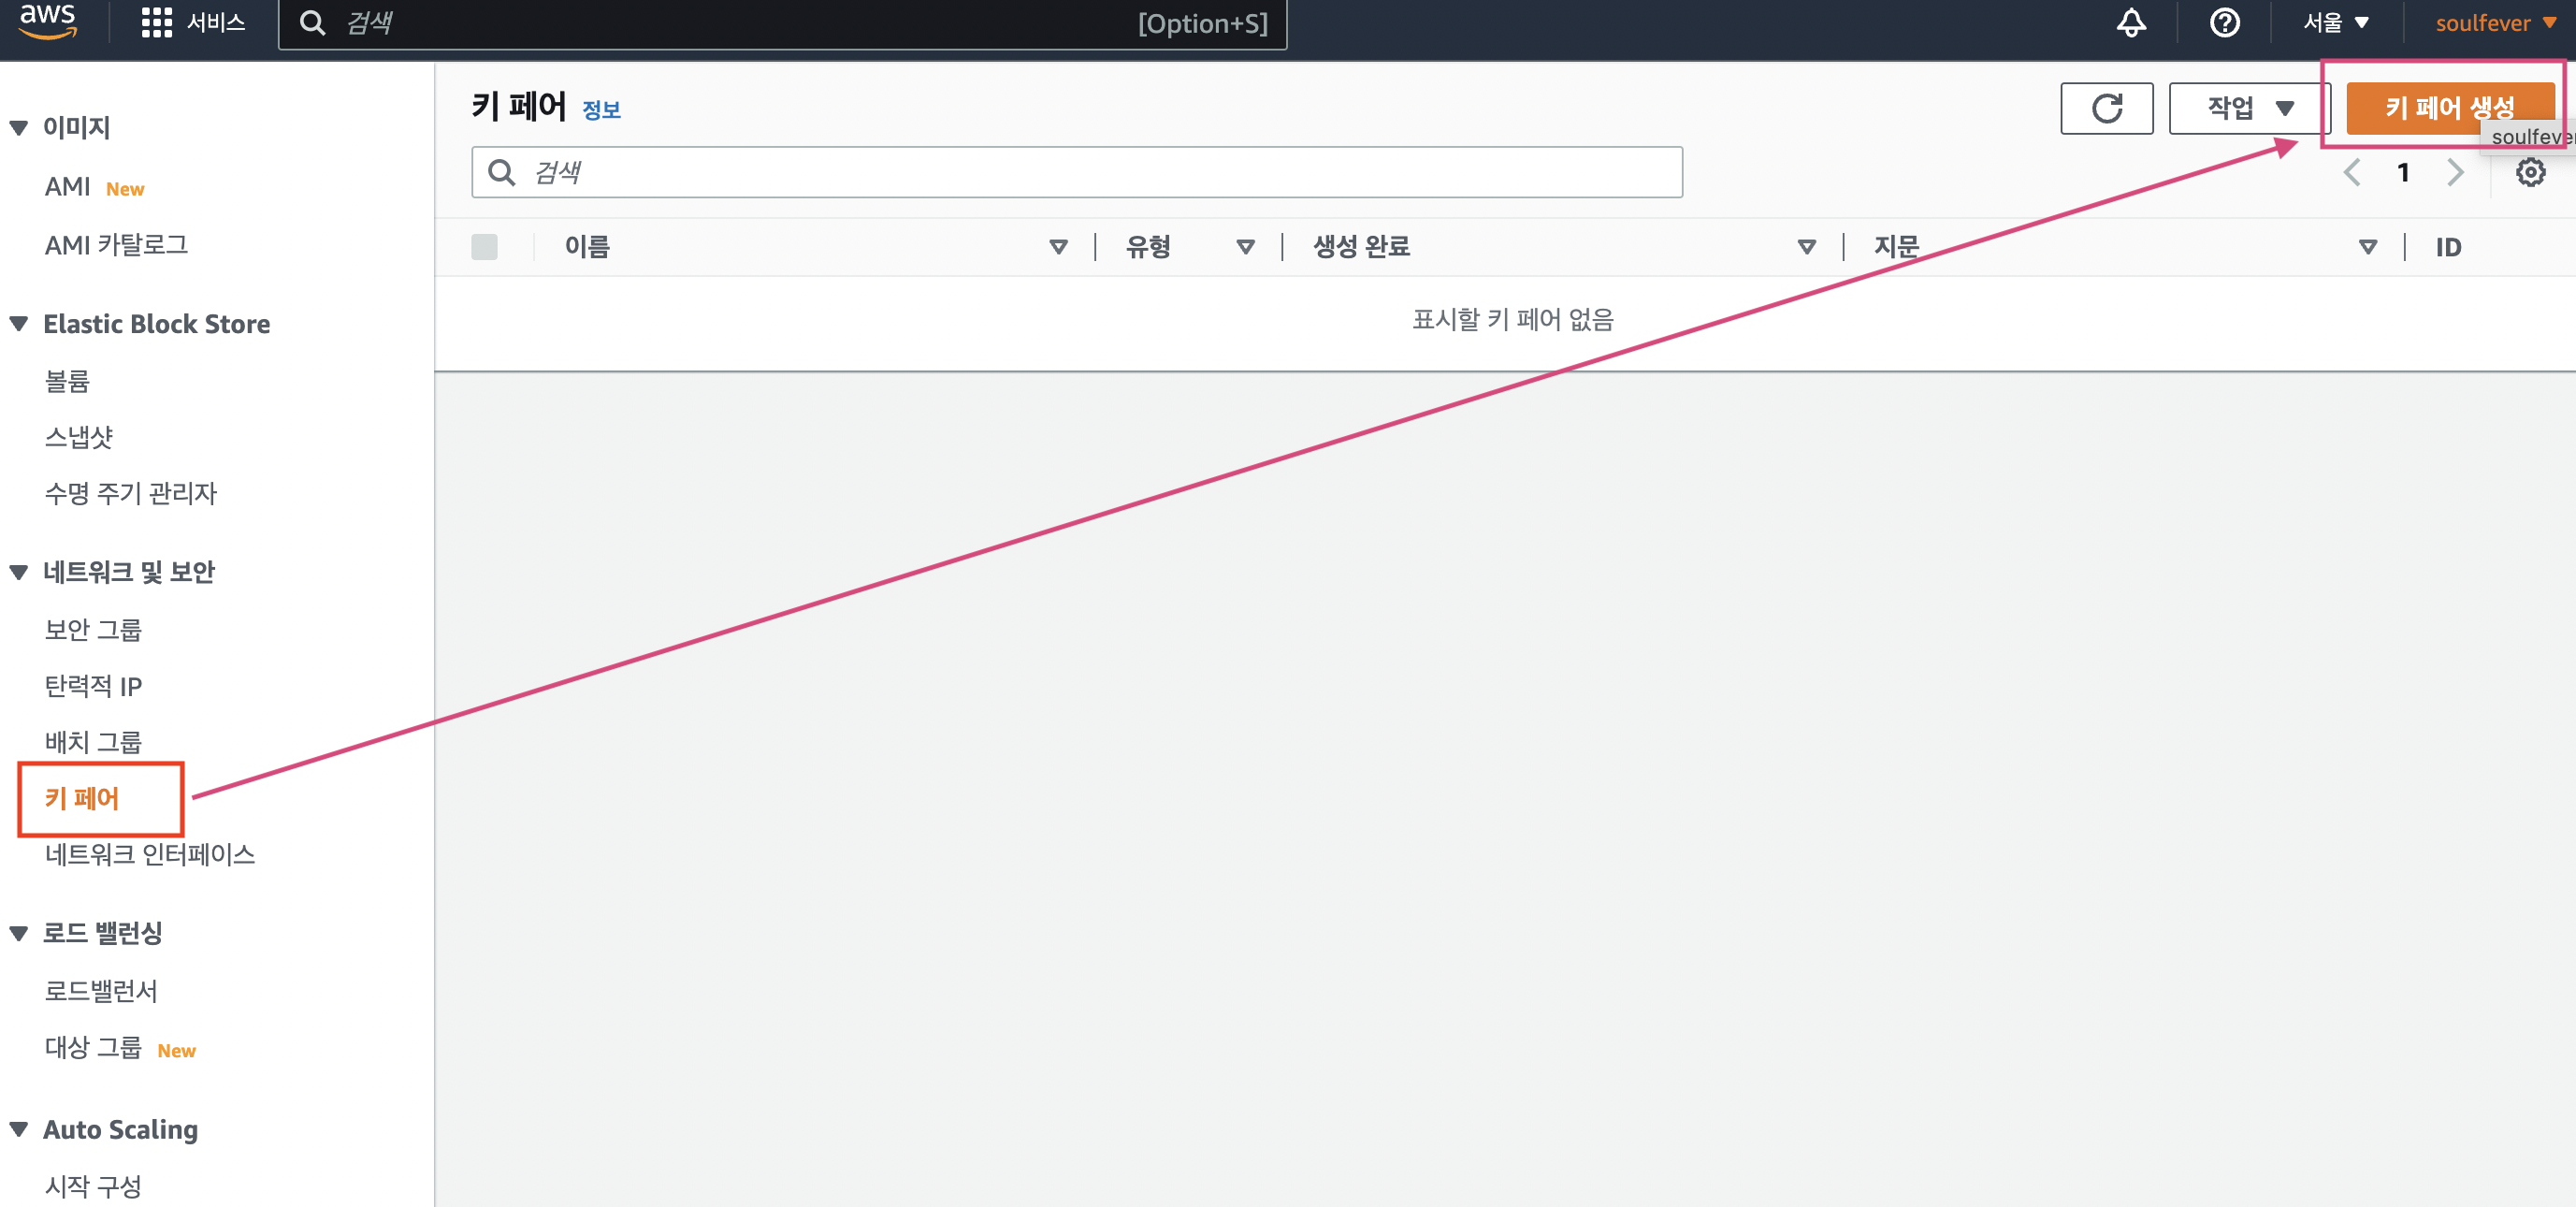 aws 서비스 검색 [Option+S] 서울 soulfever
이미지
AMI New
AMI 카탈로그
Elastic Block Store
볼륨
스냅샷
수명 주기 관리자
네트워크 및 보안
보안 그룹
탄력적 IP
배치 그룹
키 페어
네트워크 인터페이스
로드 밸런싱
로드밸런서
대상 그룹 New
Auto Scaling
시작 구성
키 페어 정보 작업 키 페어 생성
soulfever
검색 1
이름 유형 생성 완료 지문 ID
표시할 키 페어 없음